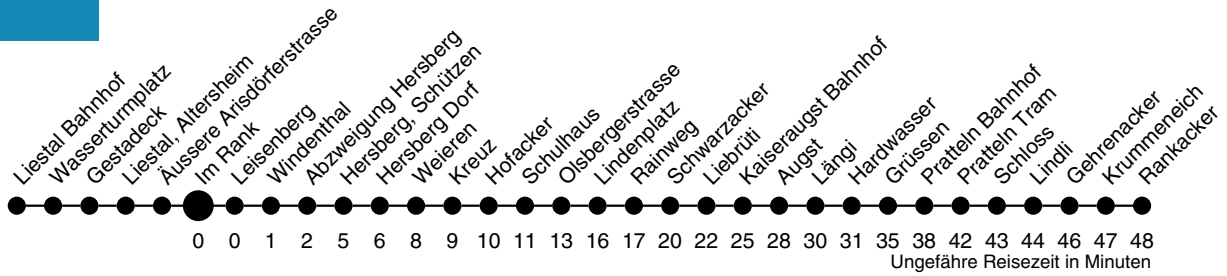 Liestal Bahnhof
Wasserturmplatz
Gestadeck
Liestal, Altersheim
Äussere Arisdörferstrasse
Im Rank
Leisenberg
Windenthal
Abzweigung Hersberg
Hersberg, Schützen
Hersberg Dorf
Weieren
Kreuz
Hofacker
Schulhaus
Olsbergerstrasse
Lindenplatz
Rainweg
Schwarzacker
Liebrüti
Kaiseraugst Bahnhof
Augst
Längi
Hardwasser
Grüssen
Pratteln Bahnhof
Pratteln Tram
Schloss
Lindli
Gehrenacker
Krummeneich
Rankacker
0 0 1 2 5 6 8 9 10 11 13 16 17 20 22 25 28 30 31 35 38 42 43 44 46 47 48
Ungefähre Reisezeit in Minuten